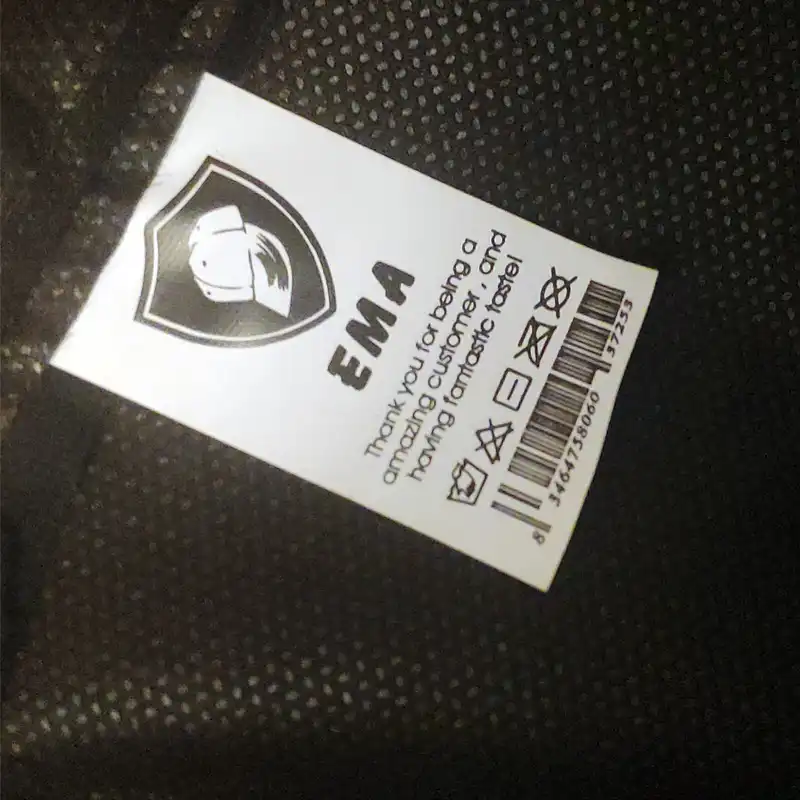 EMA
Thank you for being a
amazing customer , and
having fantastic taste!
8 3464758060 37253